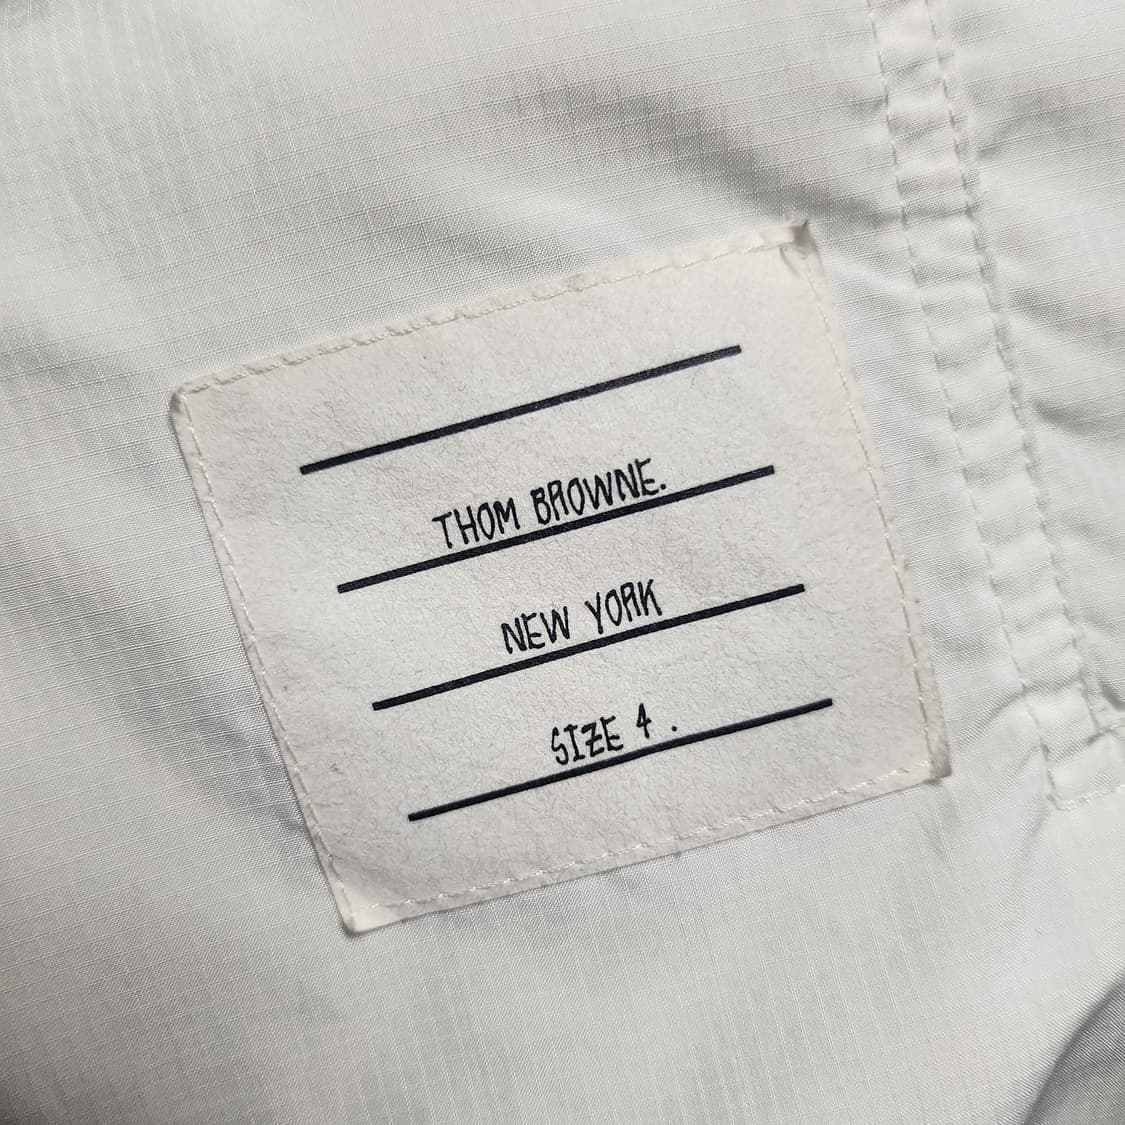 THOM BROWNE.
NEW YORK
SIZE 4 .